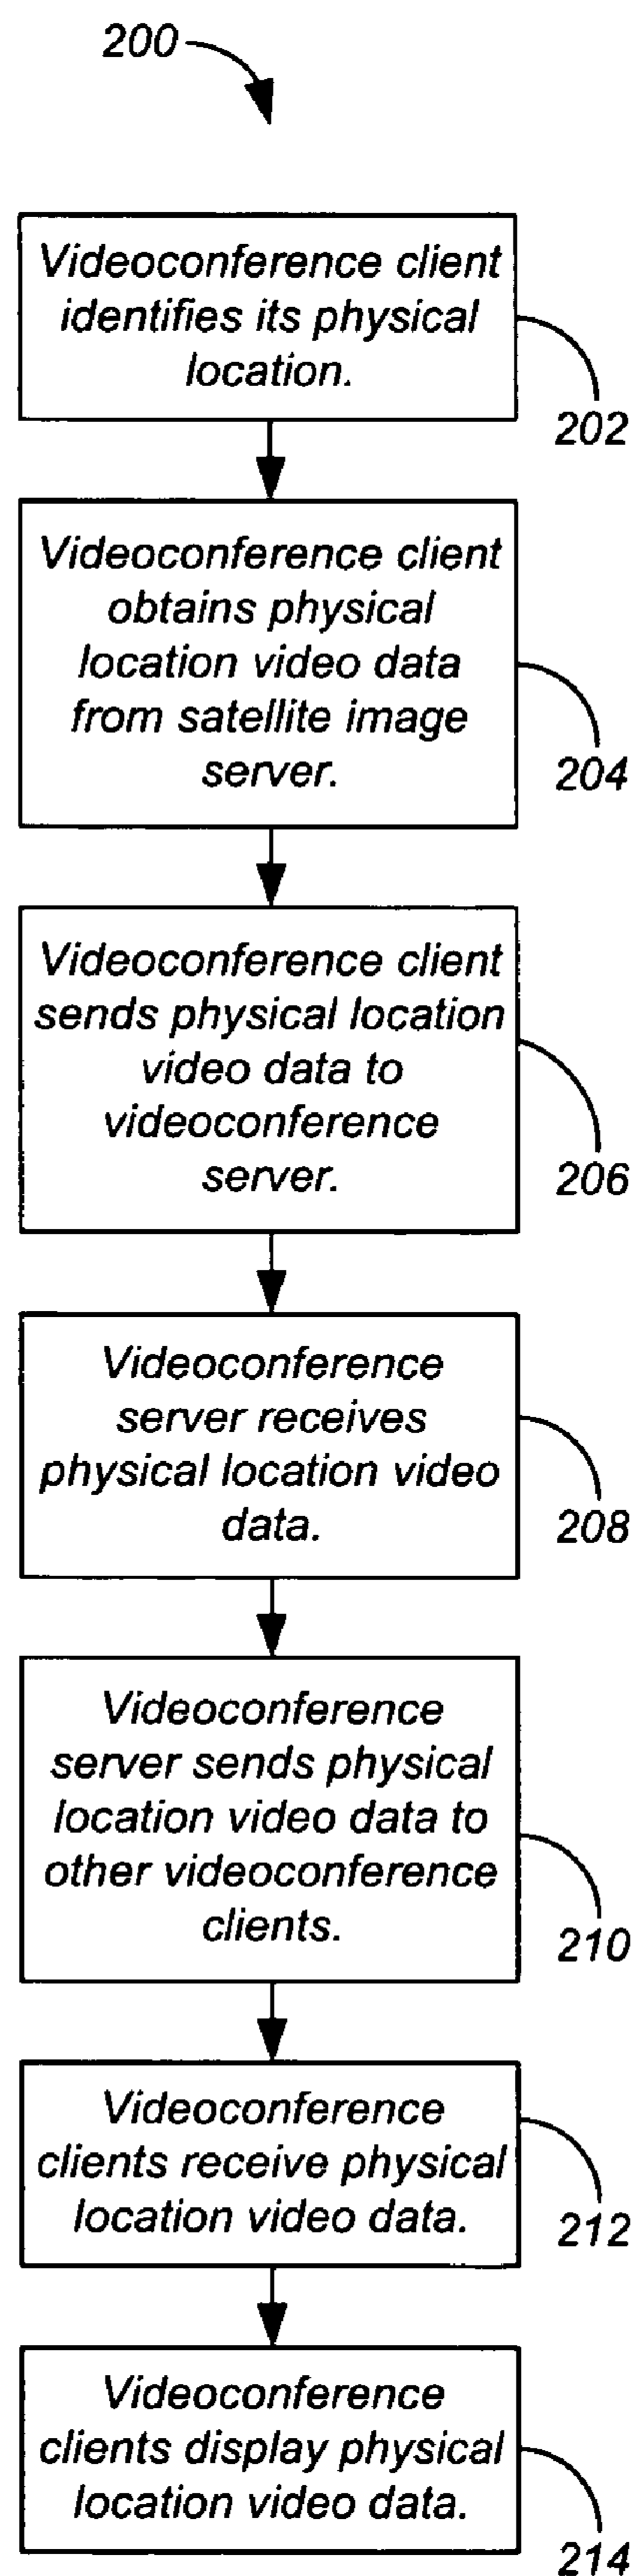 200
Videoconference client
identifies its physical
location.
202
Videoconference client
obtains physical
location video data
from satellite image
server.
204
Videoconference client
sends physical location
video data to
videoconference
server.
206
Videoconference
server receives
physical location video
data.
208
Videoconference
server sends physical
location video data to
other videoconference
clients.
210
Videoconference
clients receive physical
location video data.
212
Videoconference
clients display physical
location video data.
214